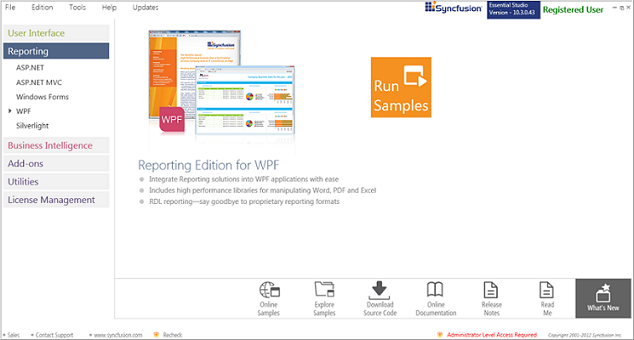 File Edition Tools Help Updates
Syncfusion
Essential Studio
Version - 10.3.0.43
Registered User
User Interface
Reporting
ASP.NET
ASP.NET MVC
Windows Forms
WPF
Silverlight
Business Intelligence
Add-ons
Utilities
License Management
WPF
Run
Samples
Reporting Edition for WPF
Integrate Reporting solutions into WPF applications with ease
Includes high performance libraries for manipulating Word, PDF and Excel
RDL reporting—say goodbye to proprietary reporting formats
Online
Samples
Explore
Samples
Download
Source Code
Online
Documentation
Release
Notes
Read
Me
What's New
Sales Contact Support www.syncfusion.com Recheck
Administrator Level Access Required
Copyright 2001-2012 Syncfusion Inc.